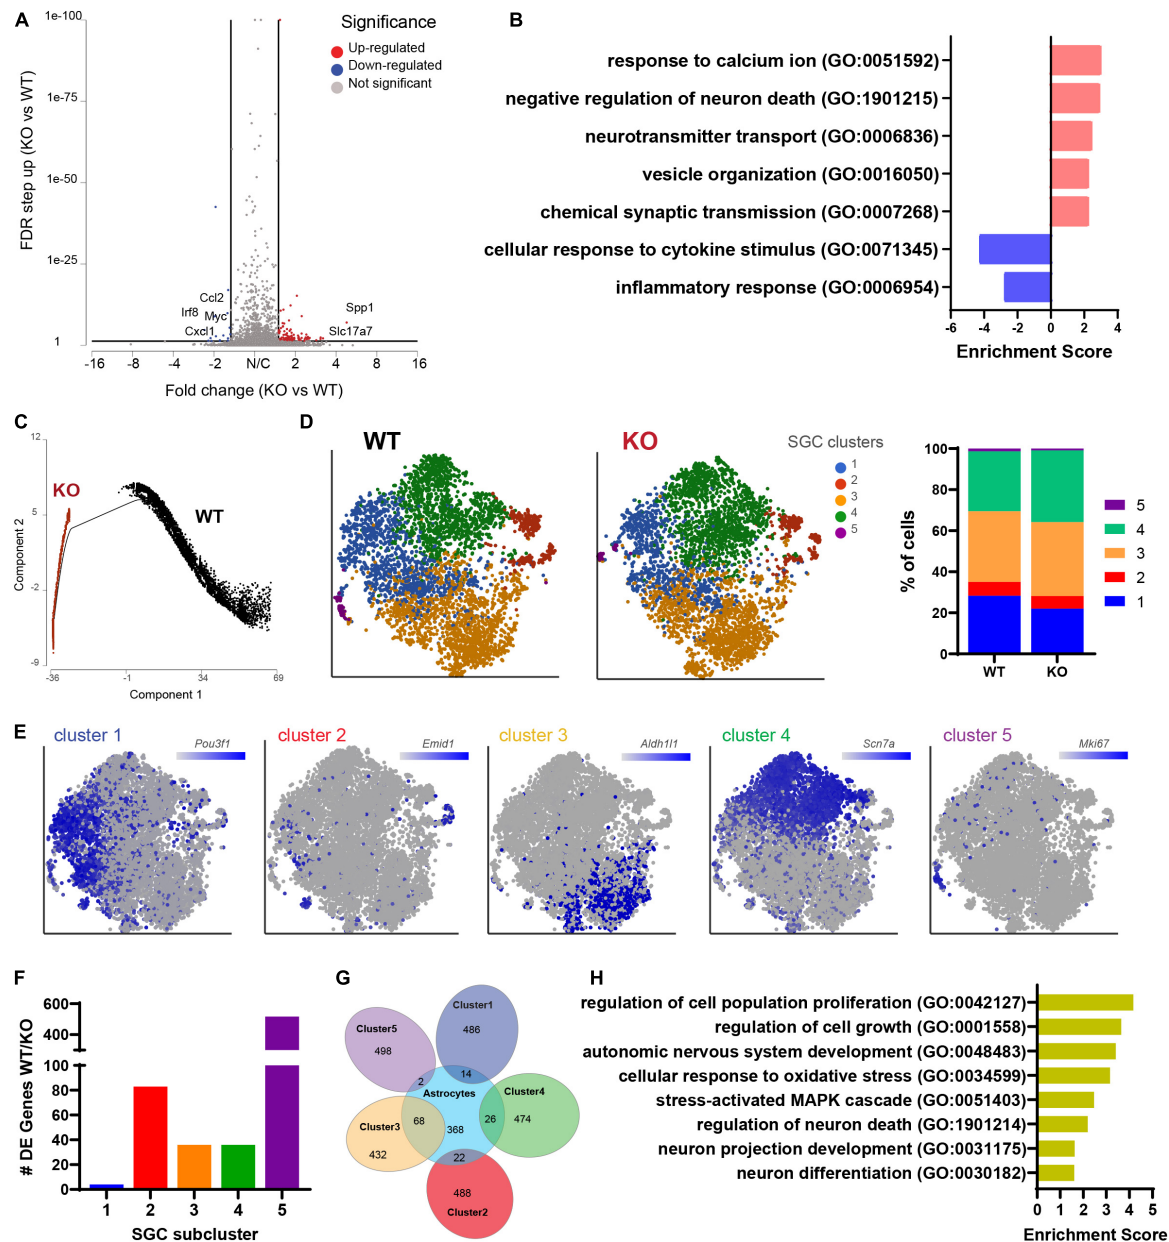 A
1e-100
1e-75
1e-50
1e-25
1
FDR step up (KO vs WT)
Significance
Up-regulated
Down-regulated
Not significant
Ccl2
Irf8
Myc
Cxcl1
Spp1
Slc17a7
-16
-8
-4
-2
N/C
2
4
8
16
Fold change (KO vs WT)
B
response to calcium ion (GO:0051592)
negative regulation of neuron death (GO:1901215)
neurotransmitter transport (GO:0006836)
vesicle organization (GO:0016050)
chemical synaptic transmission (GO:0007268)
cellular response to cytokine stimulus (GO:0071345)
inflammatory response (GO:0006954)
-6
-4
-2
0
2
4
Enrichment Score
C
12
5
-2
-9
Component 2
KO
WT
-36
-1
34
69
Component 1
D
WT
KO
SGC clusters
1
2
3
4
5
100
80
60
40
20
0
% of cells
WT
KO
5
4
3
2
1
E
cluster 1
Pou3f1
cluster 2
Emid1
cluster 3
Aldh1l1
cluster 4
Scn7a
cluster 5
Mki67
F
600
400
100
80
60
40
20
0
# DE Genes WT/KO
1
2
3
4
5
SGC subcluster
G
Cluster1
486
Cluster5
498
14
2
Astrocytes
Cluster4
474
26
68
368
Cluster3
432
22
488
Cluster2
H
regulation of cell population proliferation (GO:0042127)
regulation of cell growth (GO:0001558)
autonomic nervous system development (GO:0048483)
cellular response to oxidative stress (GO:0034599)
stress-activated MAPK cascade (GO:0051403)
regulation of neuron death (GO:1901214)
neuron projection development (GO:0031175)
neuron differentiation (GO:0030182)
0
1
2
3
4
5
Enrichment Score